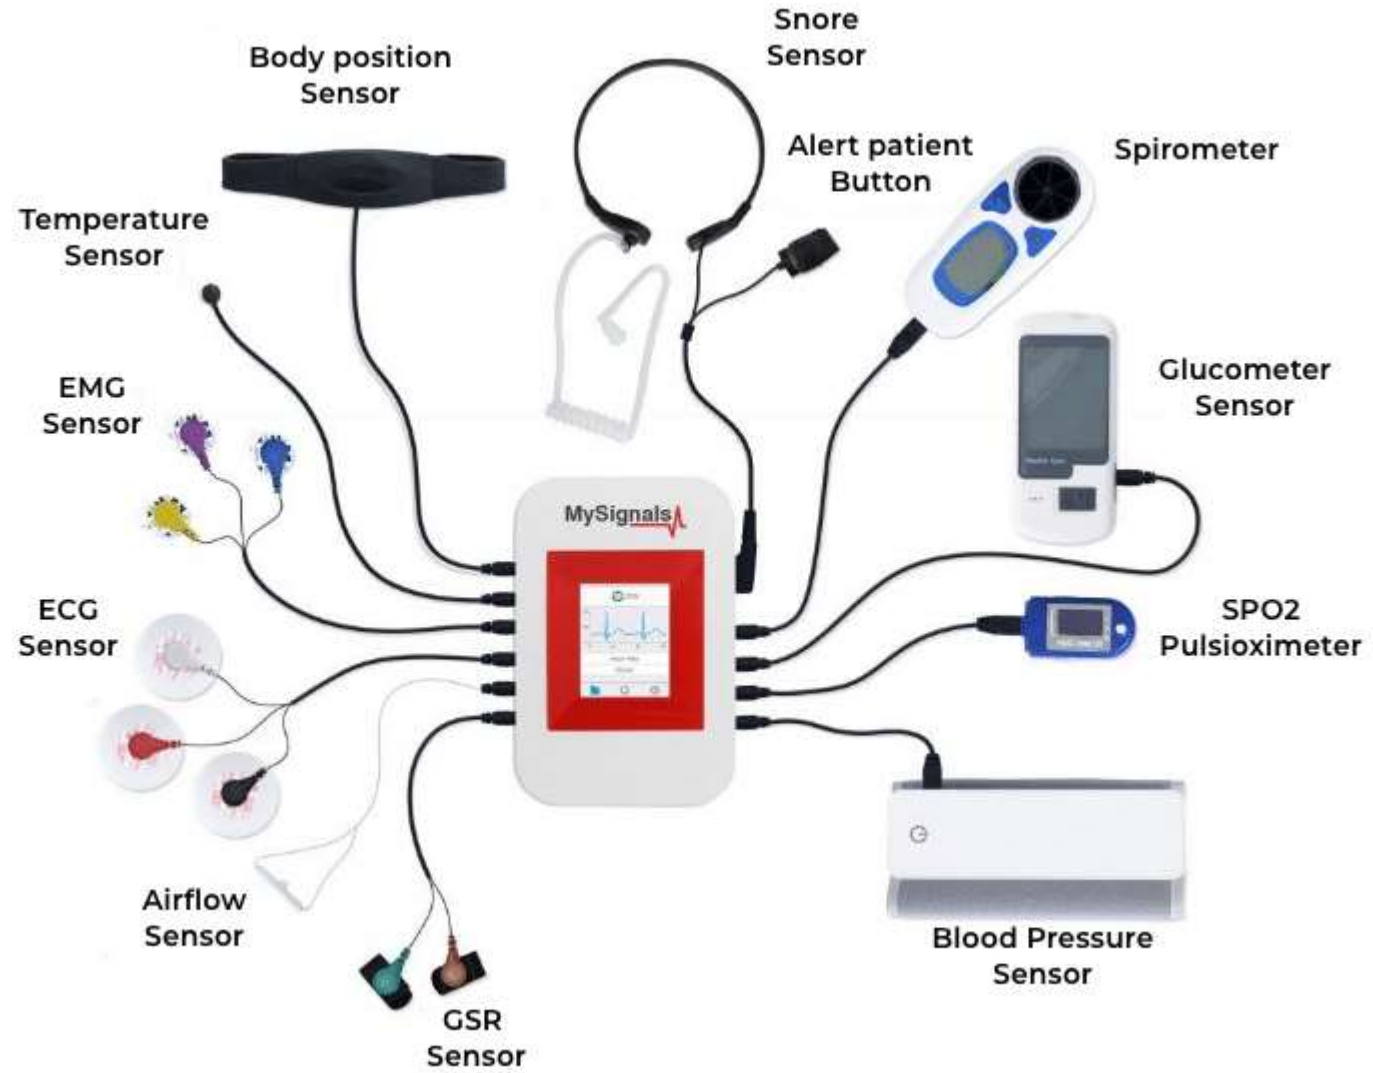 Snore
Sensor
Body position
Sensor
Alert patient
Button
Spirometer
Temperature
Sensor
EMG
Sensor
Glucometer
Sensor
MySignals
ECG
Sensor
SPO2
Pulsioximeter
Airflow
Sensor
Blood Pressure
Sensor
GSR
Sensor